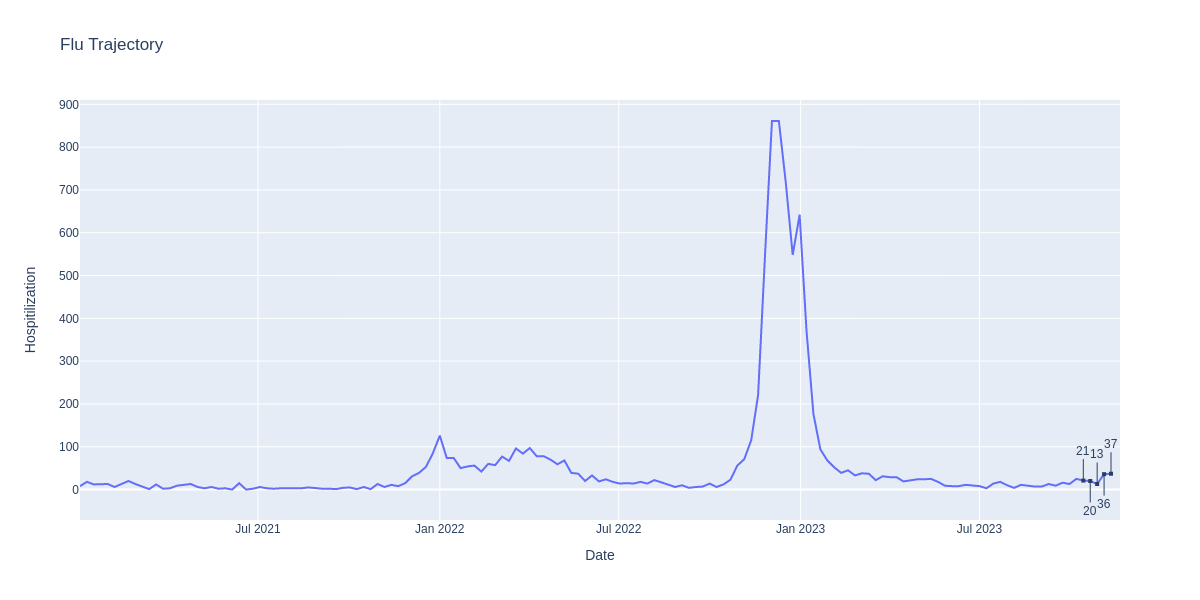 Flu Trajectory
900
800
700
600
500
400
300
200
100
0
Hospitilization
21
20
13
36
37
Jul 2021
Jan 2022
Jul 2022
Jan 2023
Jul 2023
Date